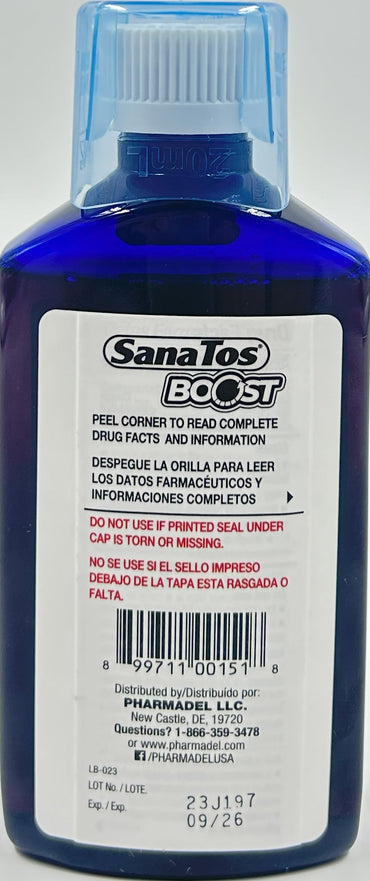 20mL
SanaTos®
BOOST
PEEL CORNER TO READ COMPLETE
DRUG FACTS AND INFORMATION
DESPEGUE LA ORILLA PARA LEER
LOS DATOS FARMACÉUTICOS Y
INFORMACIONES COMPLETOS
DO NOT USE IF PRINTED SEAL UNDER
CAP IS TORN OR MISSING.
NO SE USE SI EL SELLO IMPRESO
DEBAJO DE LA TAPA ESTA RASGADA O
FALTA.
8 99711 00151 8
Distributed by/Distribuído por:
PHARMADEL LLC.
New Castle, DE, 19720
Questions? 1-866-359-3478
or www.pharmadel.com
/PHARMADELUSA
LB-023
LOT No. / LOTE. 23J197
Exp. / Exp. 09/26